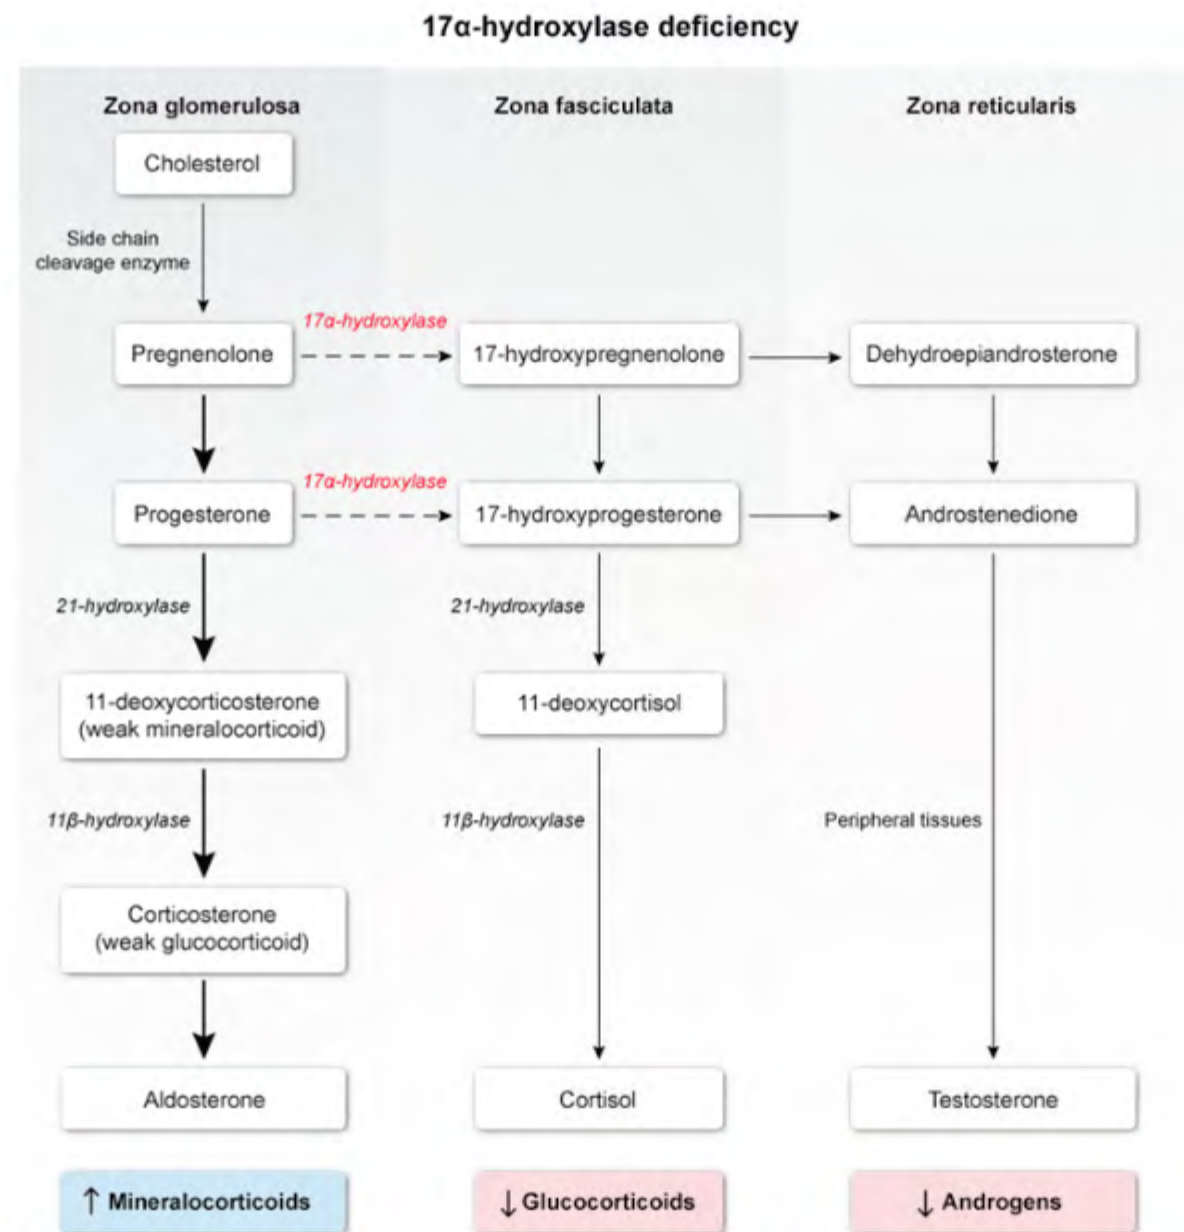 17α-hydroxylase deficiency
Zona glomerulosa
Zona fasciculata
Zona reticularis
Cholesterol
Side chain
cleavage enzyme
Pregnenolone
17α-hydroxylase
17-hydroxypregnenolone
Dehydroepiandrosterone
Progesterone
17α-hydroxylase
17-hydroxyprogesterone
Androstenedione
21-hydroxylase
21-hydroxylase
11-deoxycorticosterone
(weak mineralocorticoid)
11-deoxycortisol
11β-hydroxylase
11β-hydroxylase
Peripheral tissues
Corticosterone
(weak glucocorticoid)
Aldosterone
Cortisol
Testosterone
↑ Mineralocorticoids
↓ Glucocorticoids
↓ Androgens